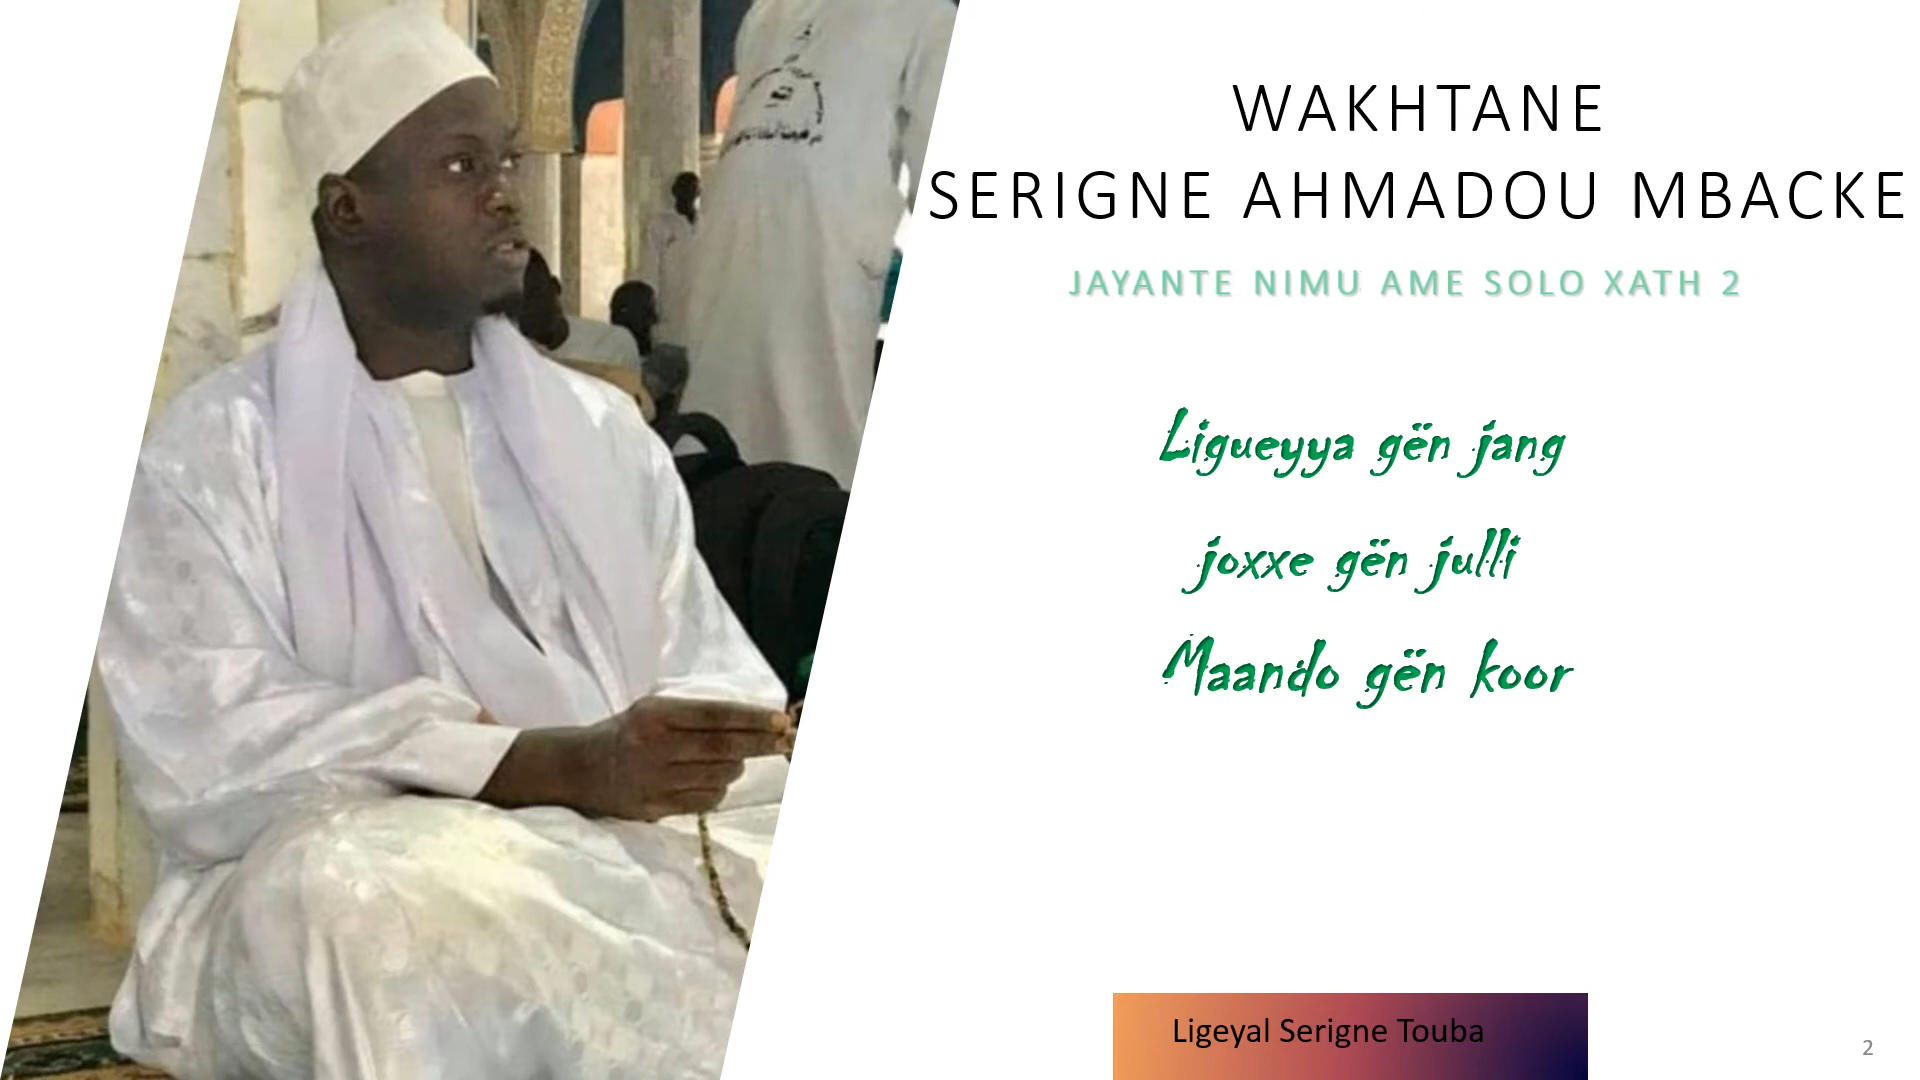 WAKHTANE
SERIGNE AHMADOU MBACKE
JAYANTE NIMU AME SOLO XATH 2
Ligueyya gën jang
joxxe gën julli
Maando gën koor
Ligeyal Serigne Touba
2